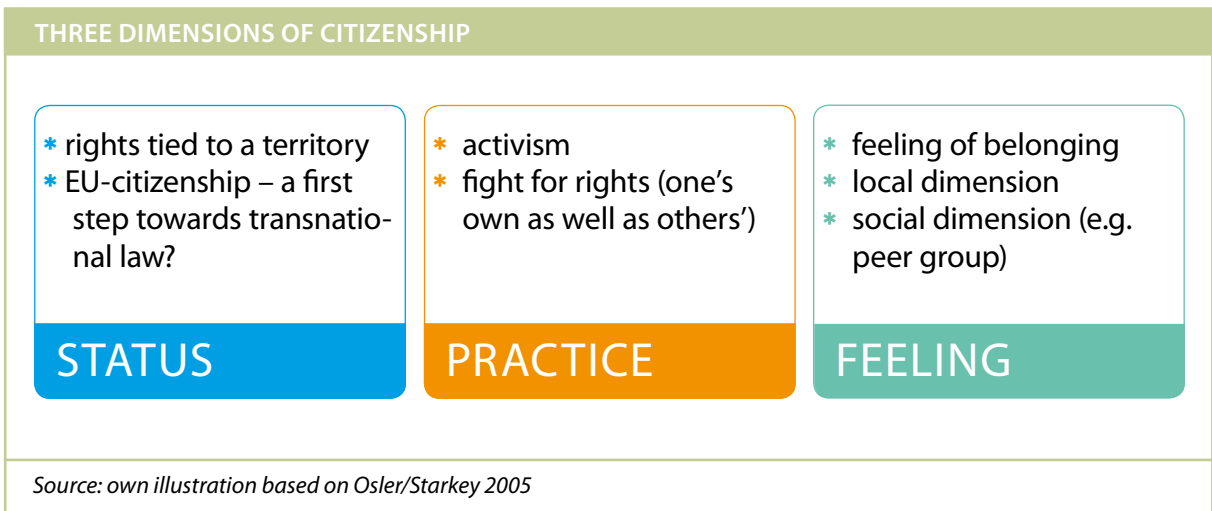 THREE DIMENSIONS OF CITIZENSHIP
* rights tied to a territory
* EU-citizenship – a first
step towards transnatio-
nal law?
STATUS
* activism
* fight for rights (one’s
own as well as others’)
PRACTICE
* feeling of belonging
* local dimension
* social dimension (e.g.
peer group)
FEELING
Source: own illustration based on Osler/Starkey 2005